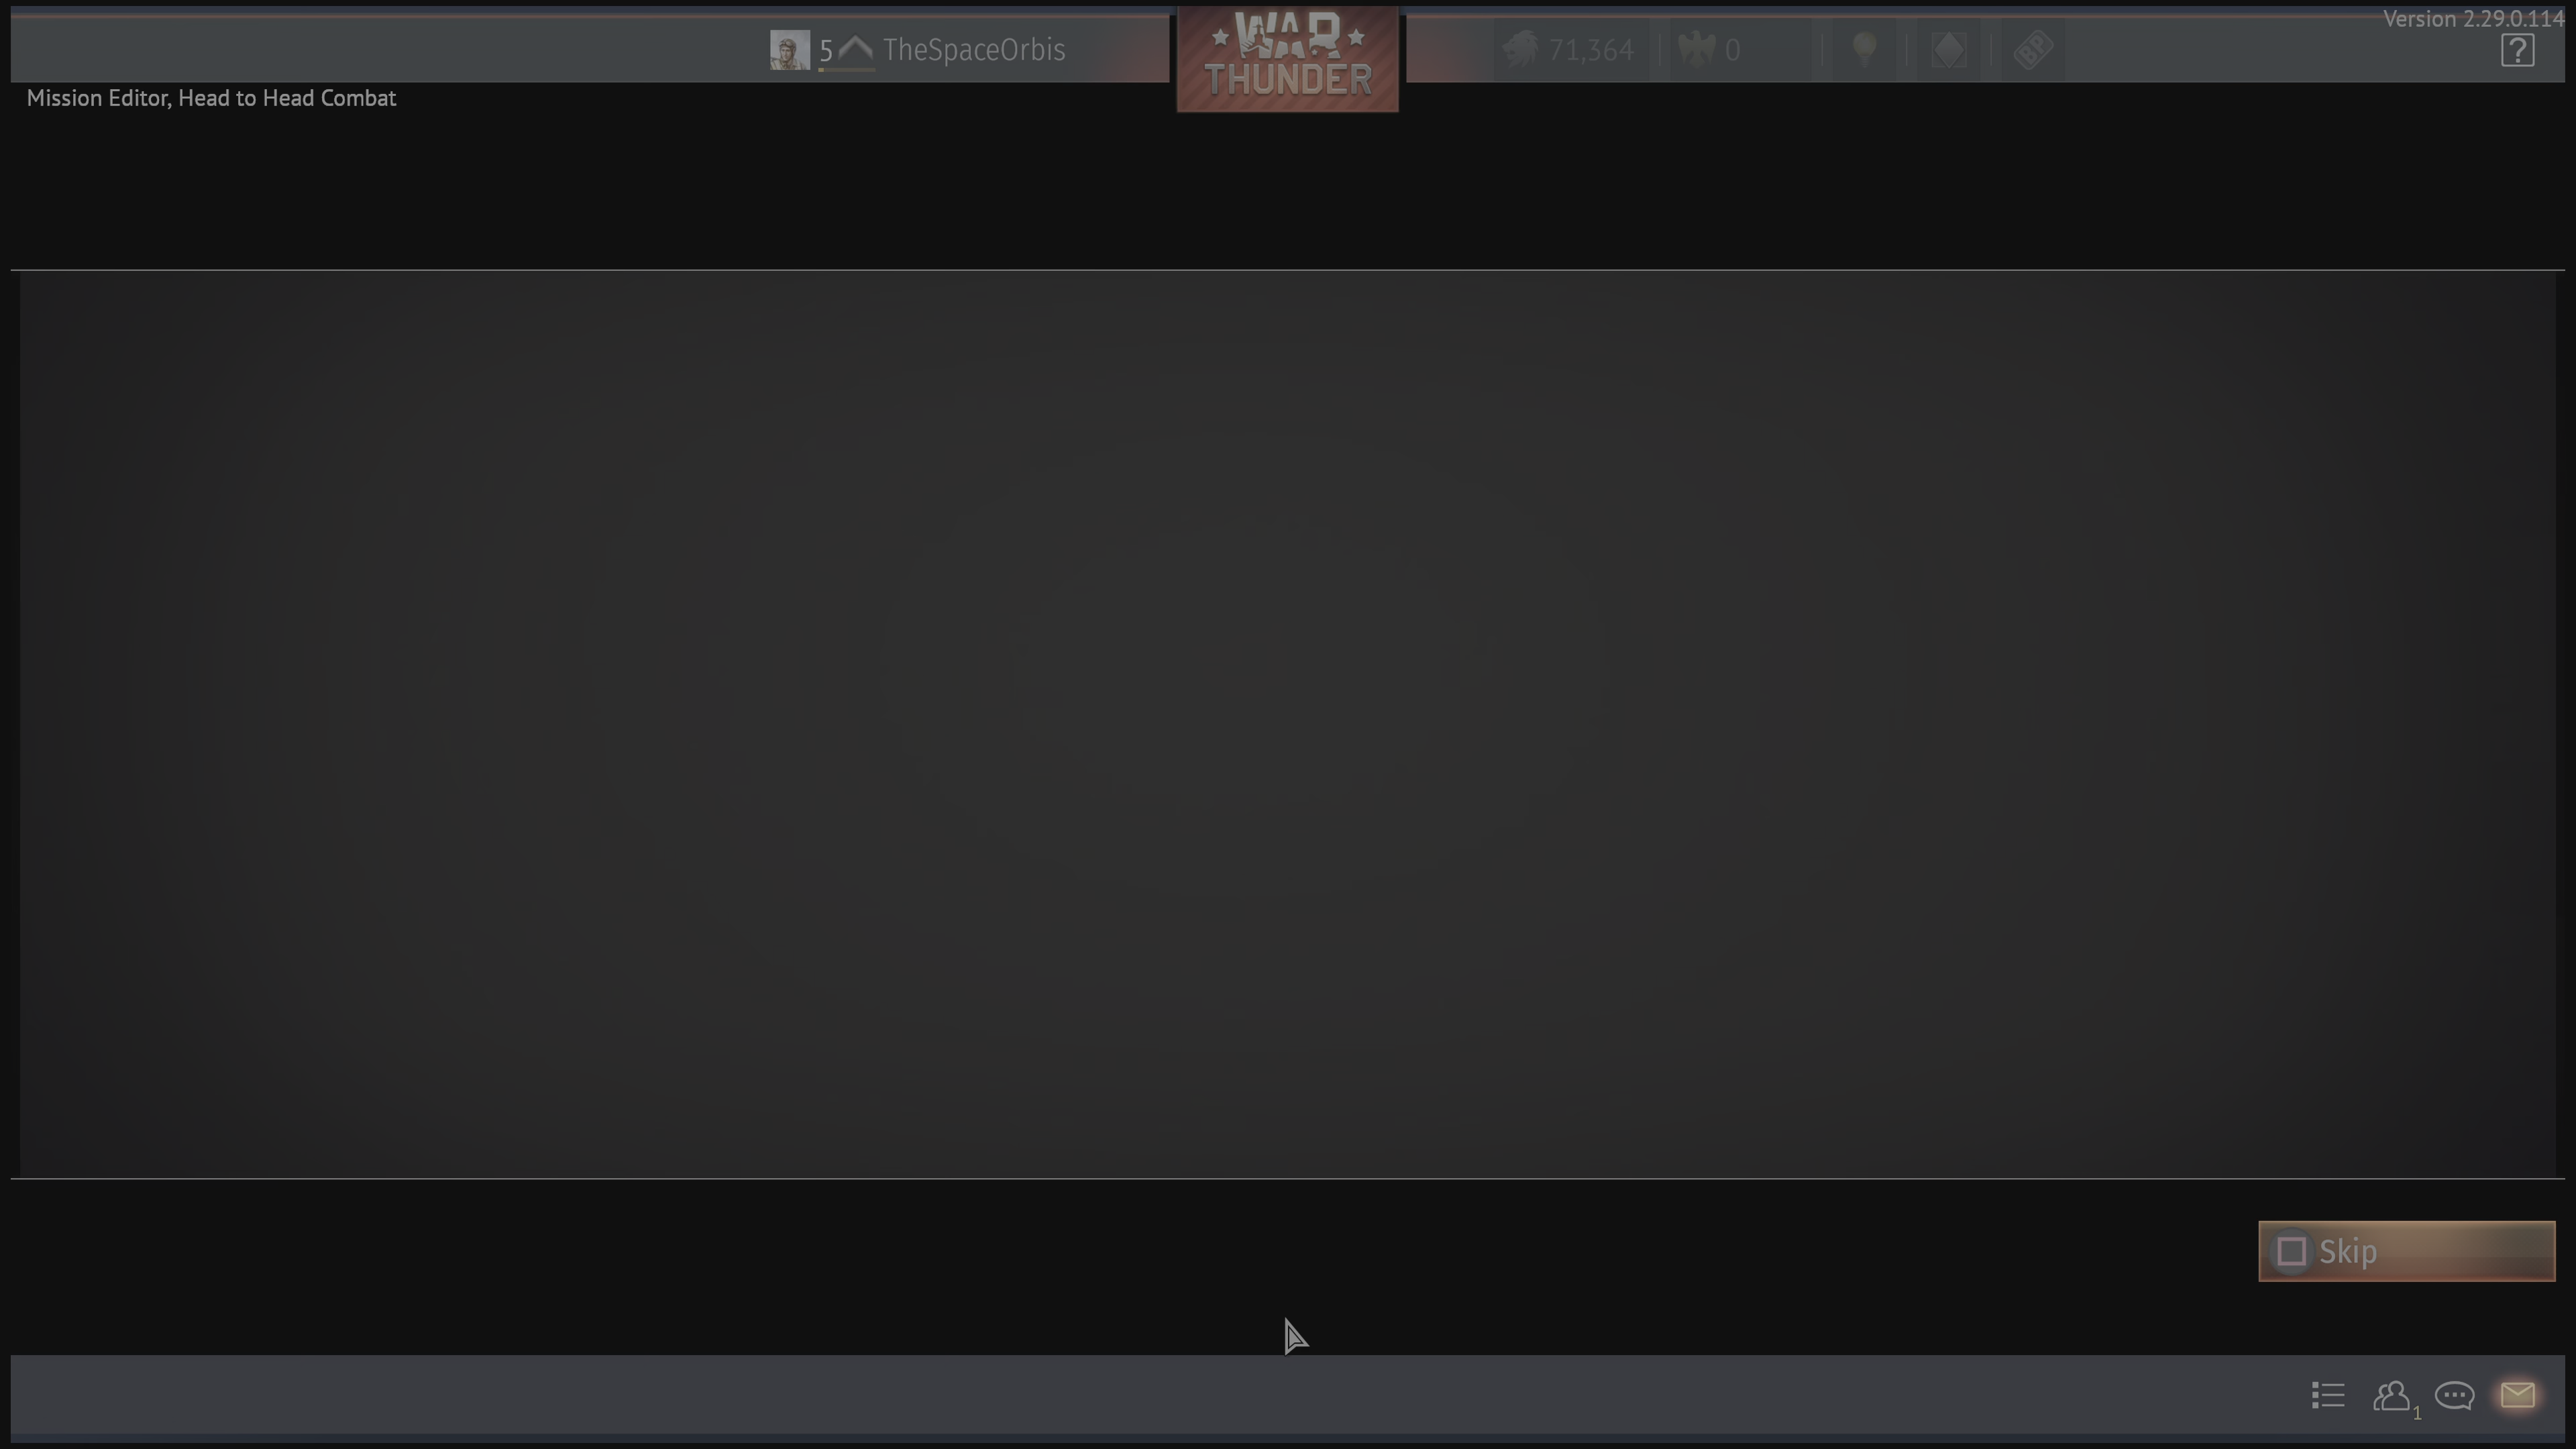 Version 2.29.0.114
5 TheSpaceOrbis
WAR
THUNDER
71,364
0
BP
?
Mission Editor, Head to Head Combat
Skip
1